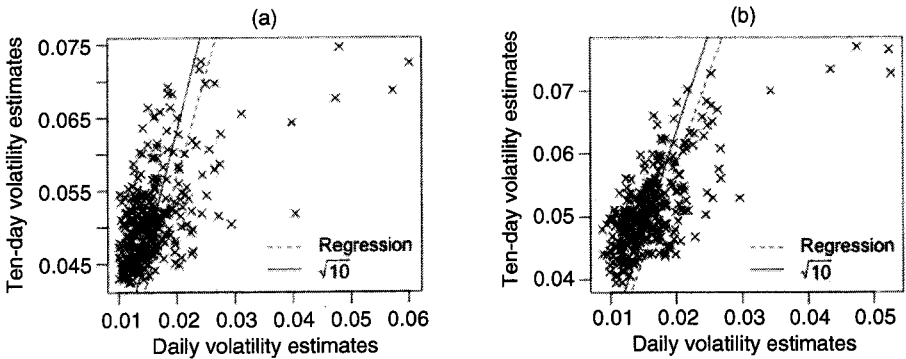 (a)
Ten-day volatility estimates
0.075
0.065
0.055
0.045
Regression
√10
0.01 0.02 0.03 0.04 0.05 0.06
Daily volatility estimates
(b)
Ten-day volatility estimates
0.07
0.06
0.05
0.04
Regression
√10
0.01 0.02 0.03 0.04 0.05
Daily volatility estimates